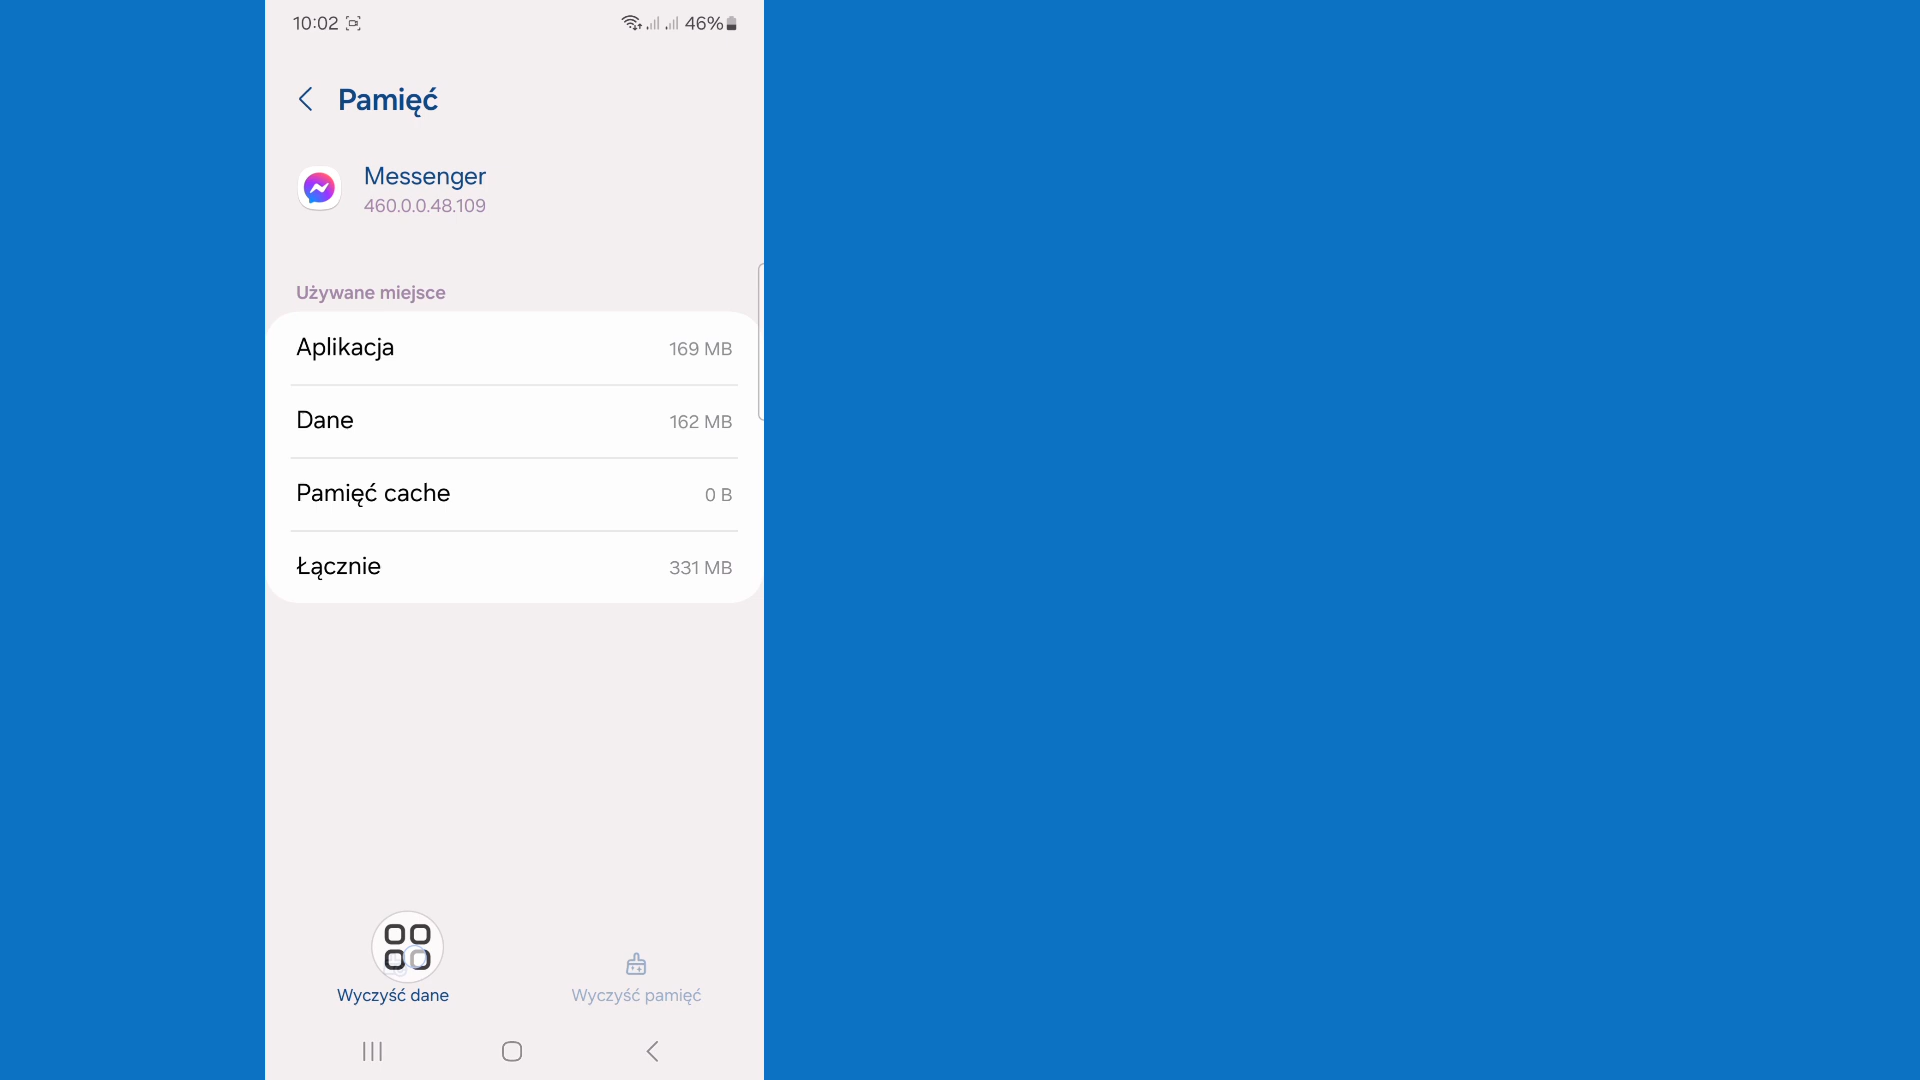 10:02 46%
Pamięć
Messenger
460.0.0.48.109
Używane miejsce
Aplikacja 169 MB
Dane 162 MB
Pamięć cache 0 B
Łącznie 331 MB
Wyczyść dane Wyczyść pamięć